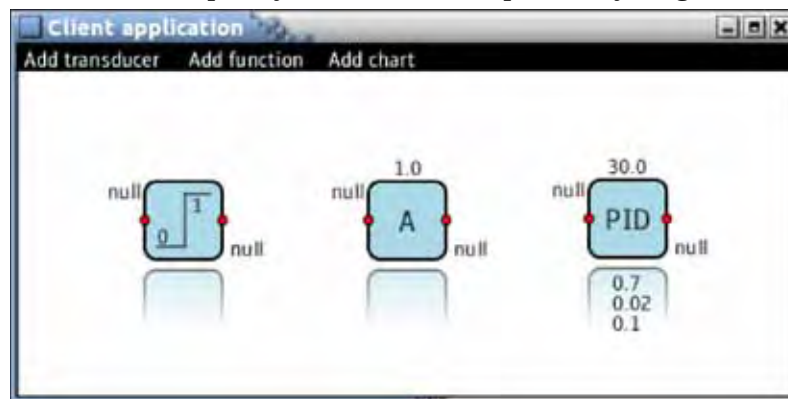 Client application
Add transducer Add function Add chart
1.0 30.0
null null null
1 A PID
0
null null null
0.7
0.02
0.1